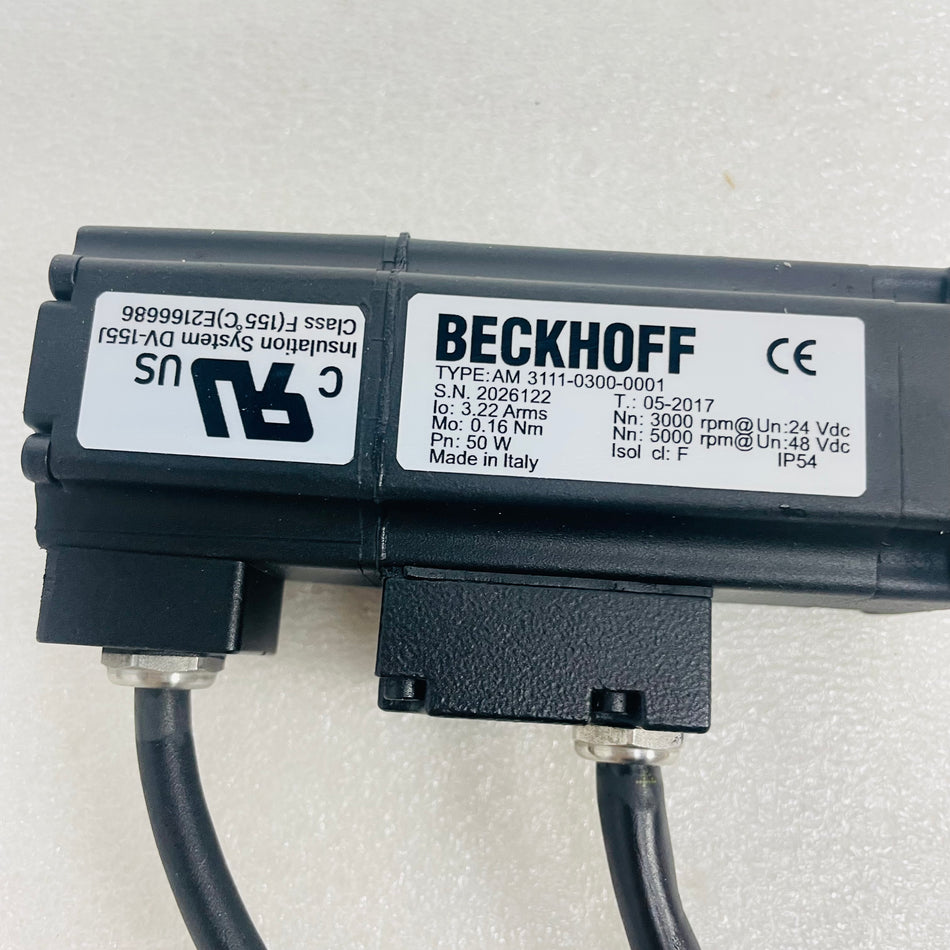 BECKHOFF CE
TYPE: AM 3111-0300-0001
S.N. 2026122 T.: 05-2017
Io: 3.22 Arms Nn: 3000 rpm@Un:24 Vdc
Mo: 0.16 Nm Nn: 5000 rpm@Un:48 Vdc
Pn: 50 W Isol cl: F IP54
Made in Italy
C RU US
Insulation System DV-155J
Class F(155°C)E2166686